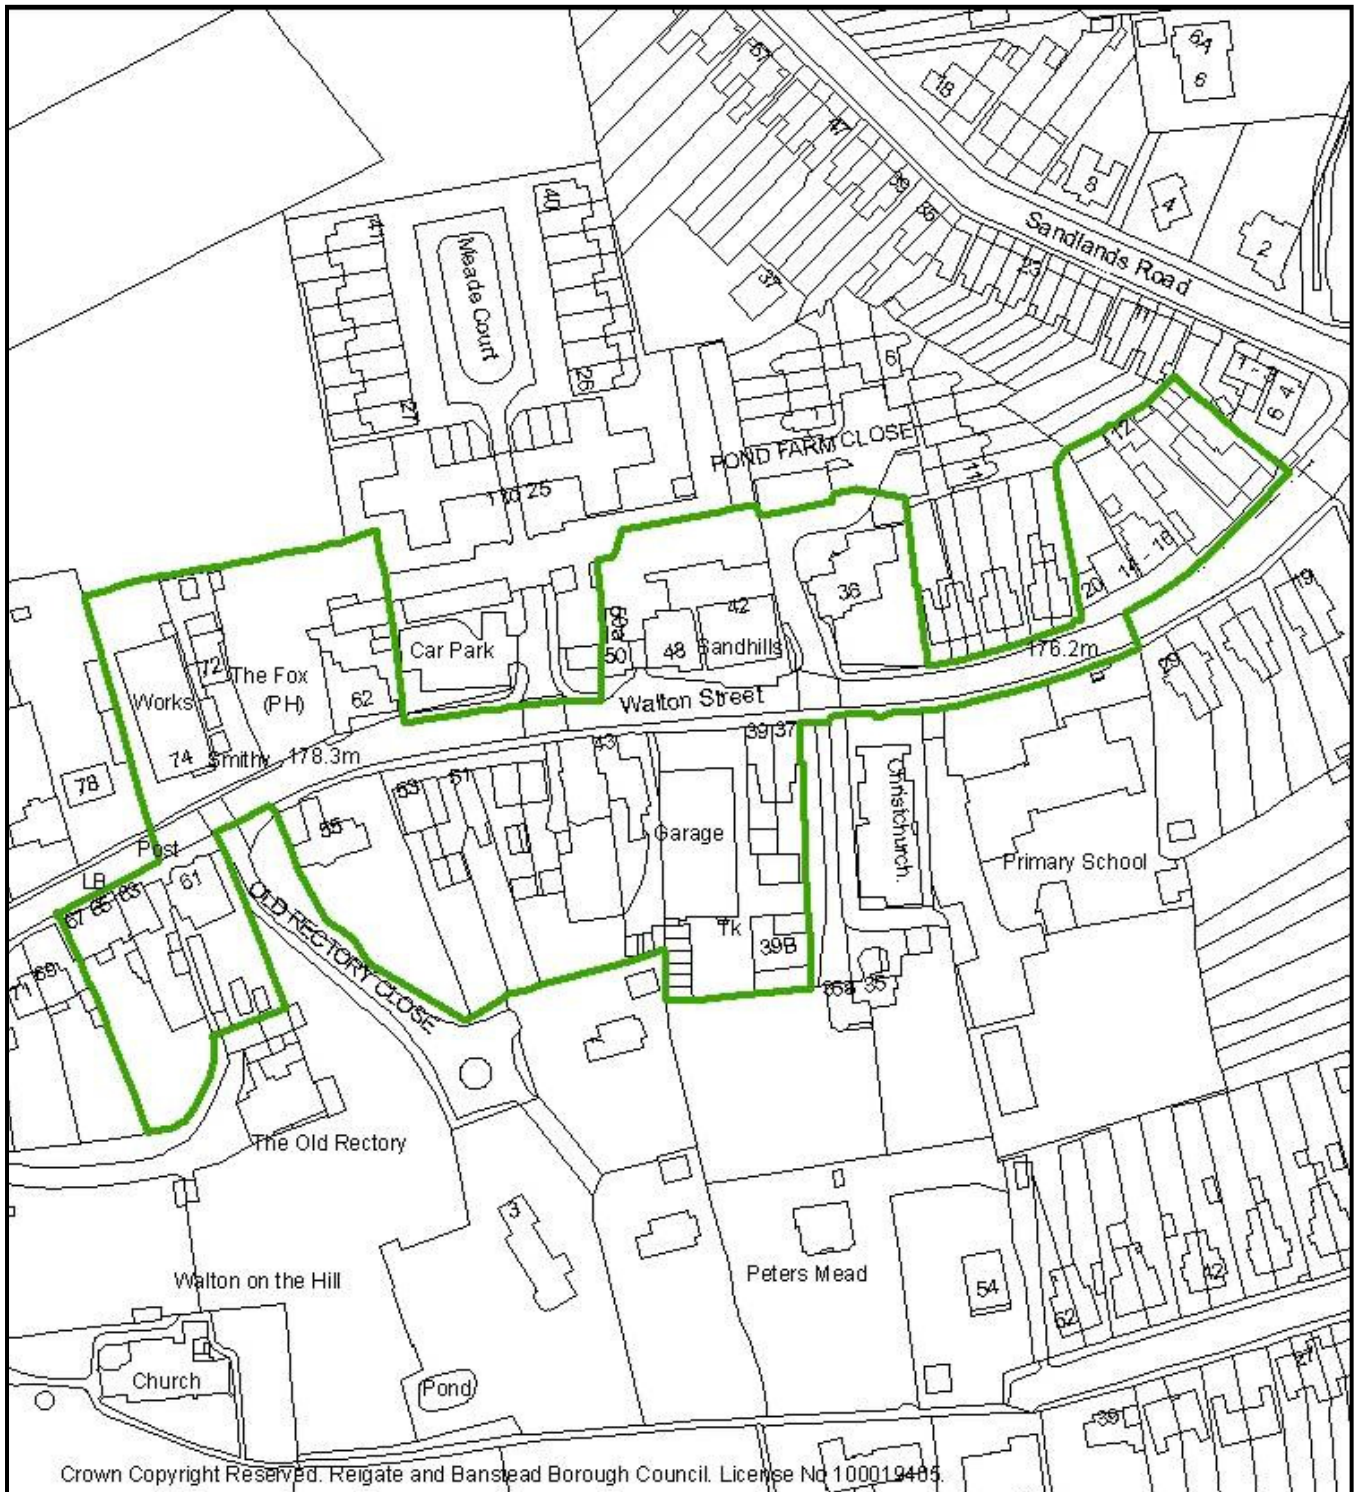 6A
57
6
18
47
8
39
4
35
40
Sandlands Road
41
23
2
Meade Court
37
11
6
1 - 3
26
4
27
6
POND FARM CLOSE
12
11
1 to 25
14 - 18
20
36
19
50a
42
Car Park
50
48
Sandhills
176.2m
72
The Fox
(PH)
62
29
Works
Walton Street
74
Smithy
178.3m
39
37
43
78
53
51
Christchurch.
55
Garage
Post
Primary School
LB
61
63
65
67
OLD RECTORY CLOSE
Tk
39B
69
71
35a
35
The Old Rectory
3
Walton on the Hill
Peters Mead
54
42
52
Church
Pond
27
39
Crown Copyright Reserved. Reigate and Banstead Borough Council. License No 100019405.